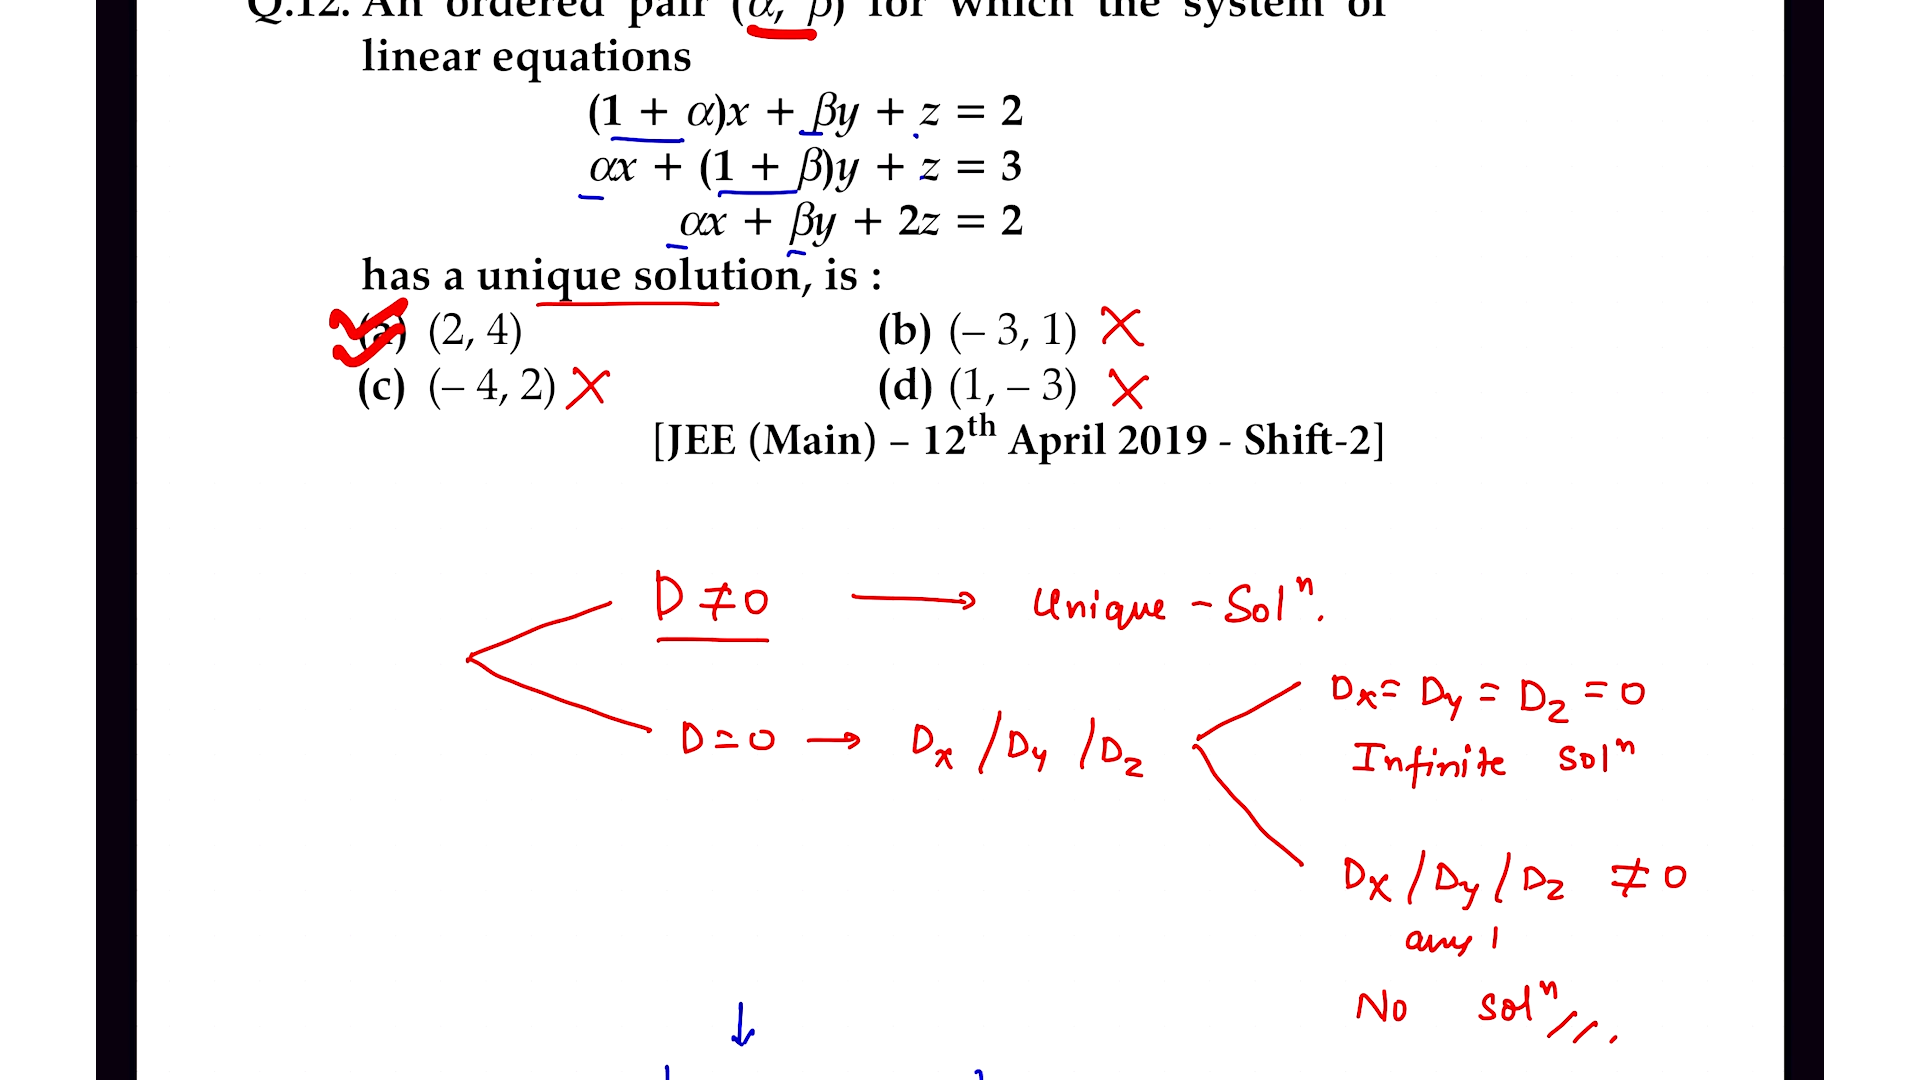 Q.12. An ordered pair (α, β) for which the system of
linear equations
(1 + α)x + βy + z = 2
αx + (1 + β)y + z = 3
αx + βy + 2z = 2
has a unique solution, is :
(a) (2, 4) (b) (– 3, 1)
(c) (– 4, 2) (d) (1, – 3)
[JEE (Main) – 12th April 2019 - Shift-2]
D ≠ 0 → Unique - Solⁿ.
Dx = Dy = Dz = 0
D = 0 → Dx / Dy / Dz
Infinite Solⁿ
Dx / Dy / Dz ≠ 0
any 1
No Solⁿ